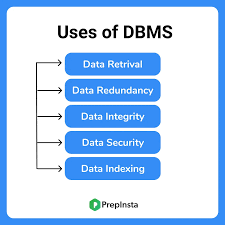 Uses of DBMS
Data Retrival
Data Redundancy
Data Integrity
Data Security
Data Indexing
PrepInsta